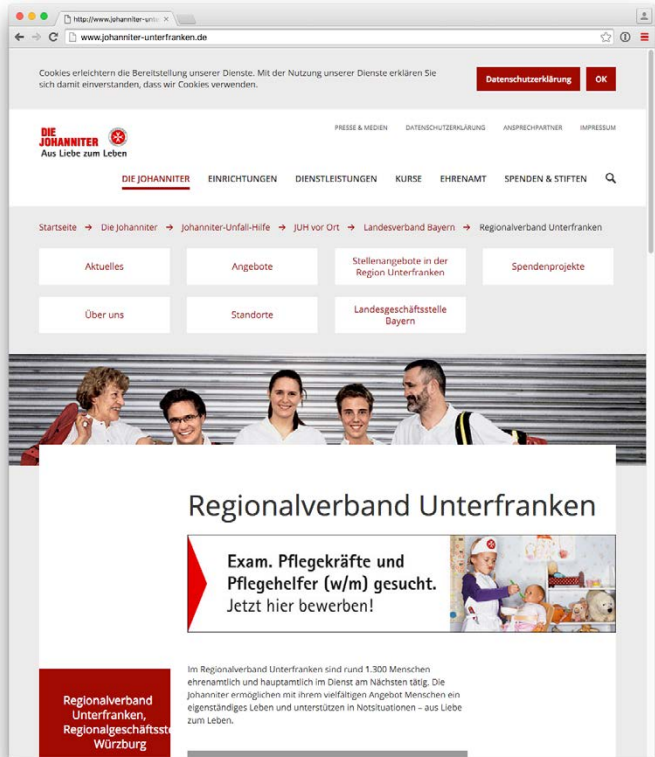 http://www.johanniter-unte
www.johanniter-unterfranken.de
Cookies erleichtern die Bereitstellung unserer Dienste. Mit der Nutzung unserer Dienste erklären Sie
sich damit einverstanden, dass wir Cookies verwenden.
Datenschutzerklärung
OK
PRESSE & MEDIEN DATENSCHUTZERKLÄRUNG ANSPRECHPARTNER IMPRESSUM
DIE
JOHANNITER
Aus Liebe zum Leben
DIE JOHANNITER EINRICHTUNGEN DIENSTLEISTUNGEN KURSE EHRENAMT SPENDEN & STIFTEN
Startseite → Die Johanniter → Johanniter-Unfall-Hilfe → JUH vor Ort → Landesverband Bayern → Regionalverband Unterfranken
Aktuelles
Angebote
Stellenangebote in der
Region Unterfranken
Spendenprojekte
Über uns
Standorte
Landesgeschäftsstelle
Bayern
Regionalverband Unterfranken
Exam. Pflegekräfte und
Pflegehelfer (w/m) gesucht.
Jetzt hier bewerben!
Im Regionalverband Unterfranken sind rund 1.300 Menschen
ehrenamtlich und hauptamtlich im Dienst am Nächsten tätig. Die
Johanniter ermöglichen mit ihrem vielfältigen Angebot Menschen ein
eigenständiges Leben und unterstützen in Notsituationen – aus Liebe
zum Leben.
Regionalverband
Unterfranken,
Regionalgeschäftsste
Würzburg